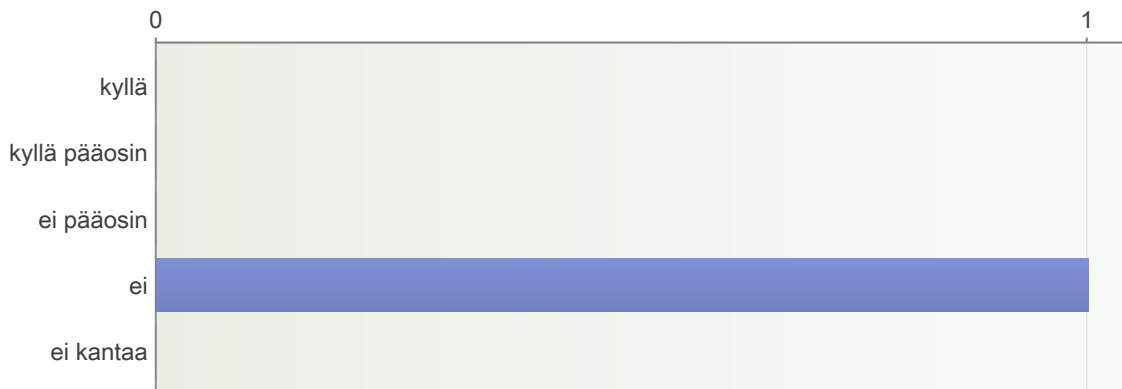 0 1
kyllä
kyllä pääosin
ei pääosin
ei
ei kantaa